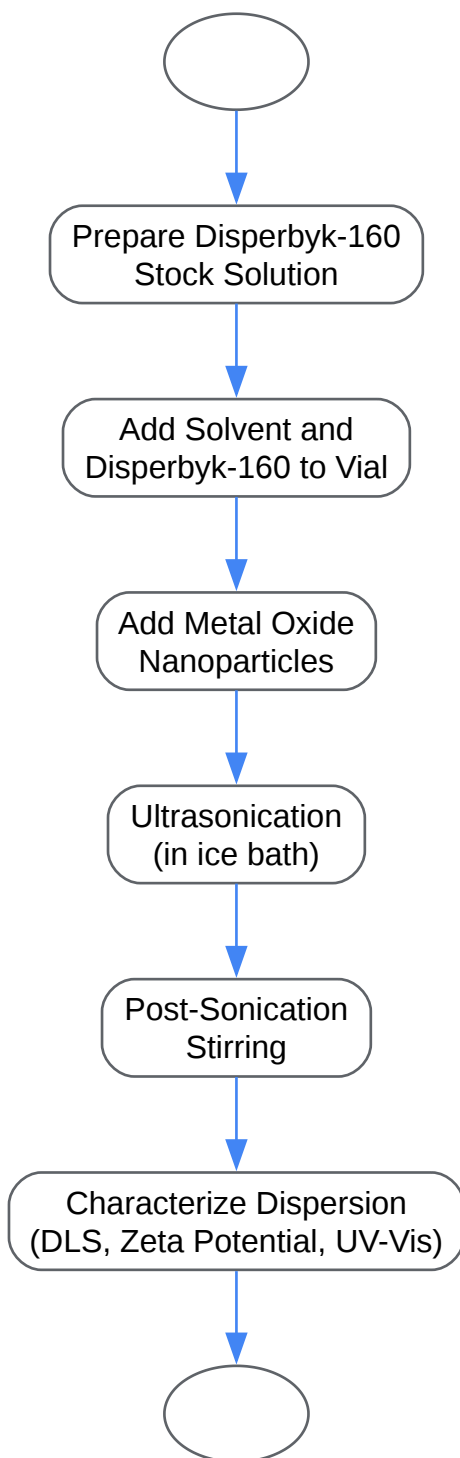 Prepare Disperbyk-160
Stock Solution
Add Solvent and
Disperbyk-160 to Vial
Add Metal Oxide
Nanoparticles
Ultrasonication
(in ice bath)
Post-Sonication
Stirring
Characterize Dispersion
(DLS, Zeta Potential, UV-Vis)